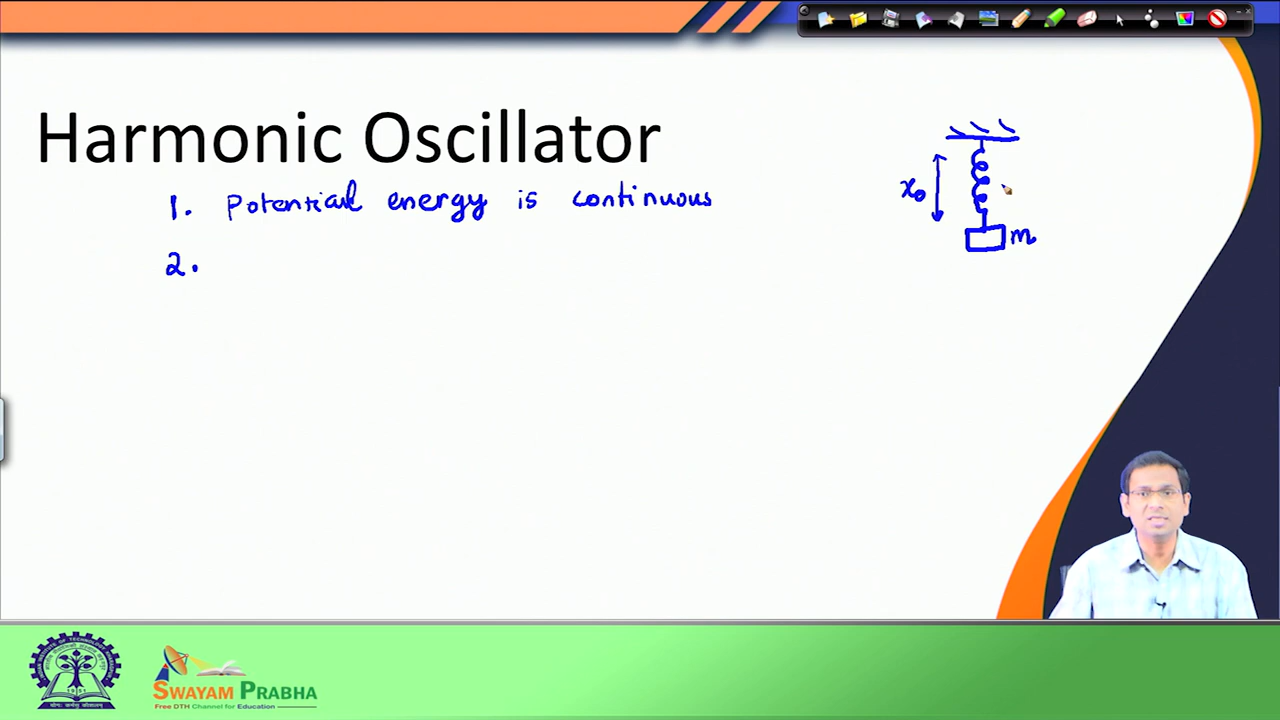 Harmonic Oscillator
1. Potential energy is continuous
2.
x₀
m
SWAYAM PRABHA
Free DTH Channel for Education